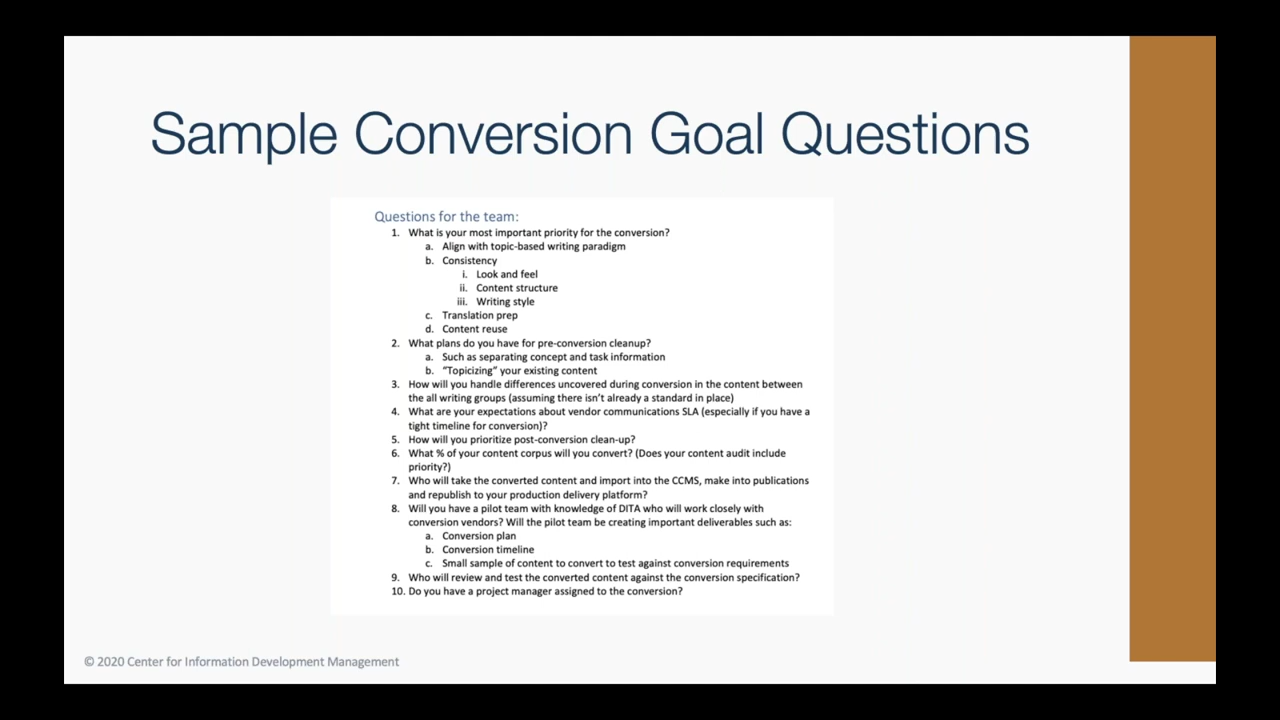 Sample Conversion Goal Questions
Questions for the team:
1. What is your most important priority for the conversion?
a. Align with topic-based writing paradigm
b. Consistency
i. Look and feel
ii. Content structure
iii. Writing style
c. Translation prep
d. Content reuse
2. What plans do you have for pre-conversion cleanup?
a. Such as separating concept and task information
b. “Topicizing” your existing content
3. How will you handle differences uncovered during conversion in the content between
the all writing groups (assuming there isn’t already a standard in place)
4. What are your expectations about vendor communications SLA (especially if you have a
tight timeline for conversion)?
5. How will you prioritize post-conversion clean-up?
6. What % of your content corpus will you convert? (Does your content audit include
priority?)
7. Who will take the converted content and import into the CCMS, make into publications
and republish to your production delivery platform?
8. Will you have a pilot team with knowledge of DITA who will work closely with
conversion vendors? Will the pilot team be creating important deliverables such as:
a. Conversion plan
b. Conversion timeline
c. Small sample of content to convert to test against conversion requirements
9. Who will review and test the converted content against the conversion specification?
10. Do you have a project manager assigned to the conversion?
© 2020 Center for Information Development Management